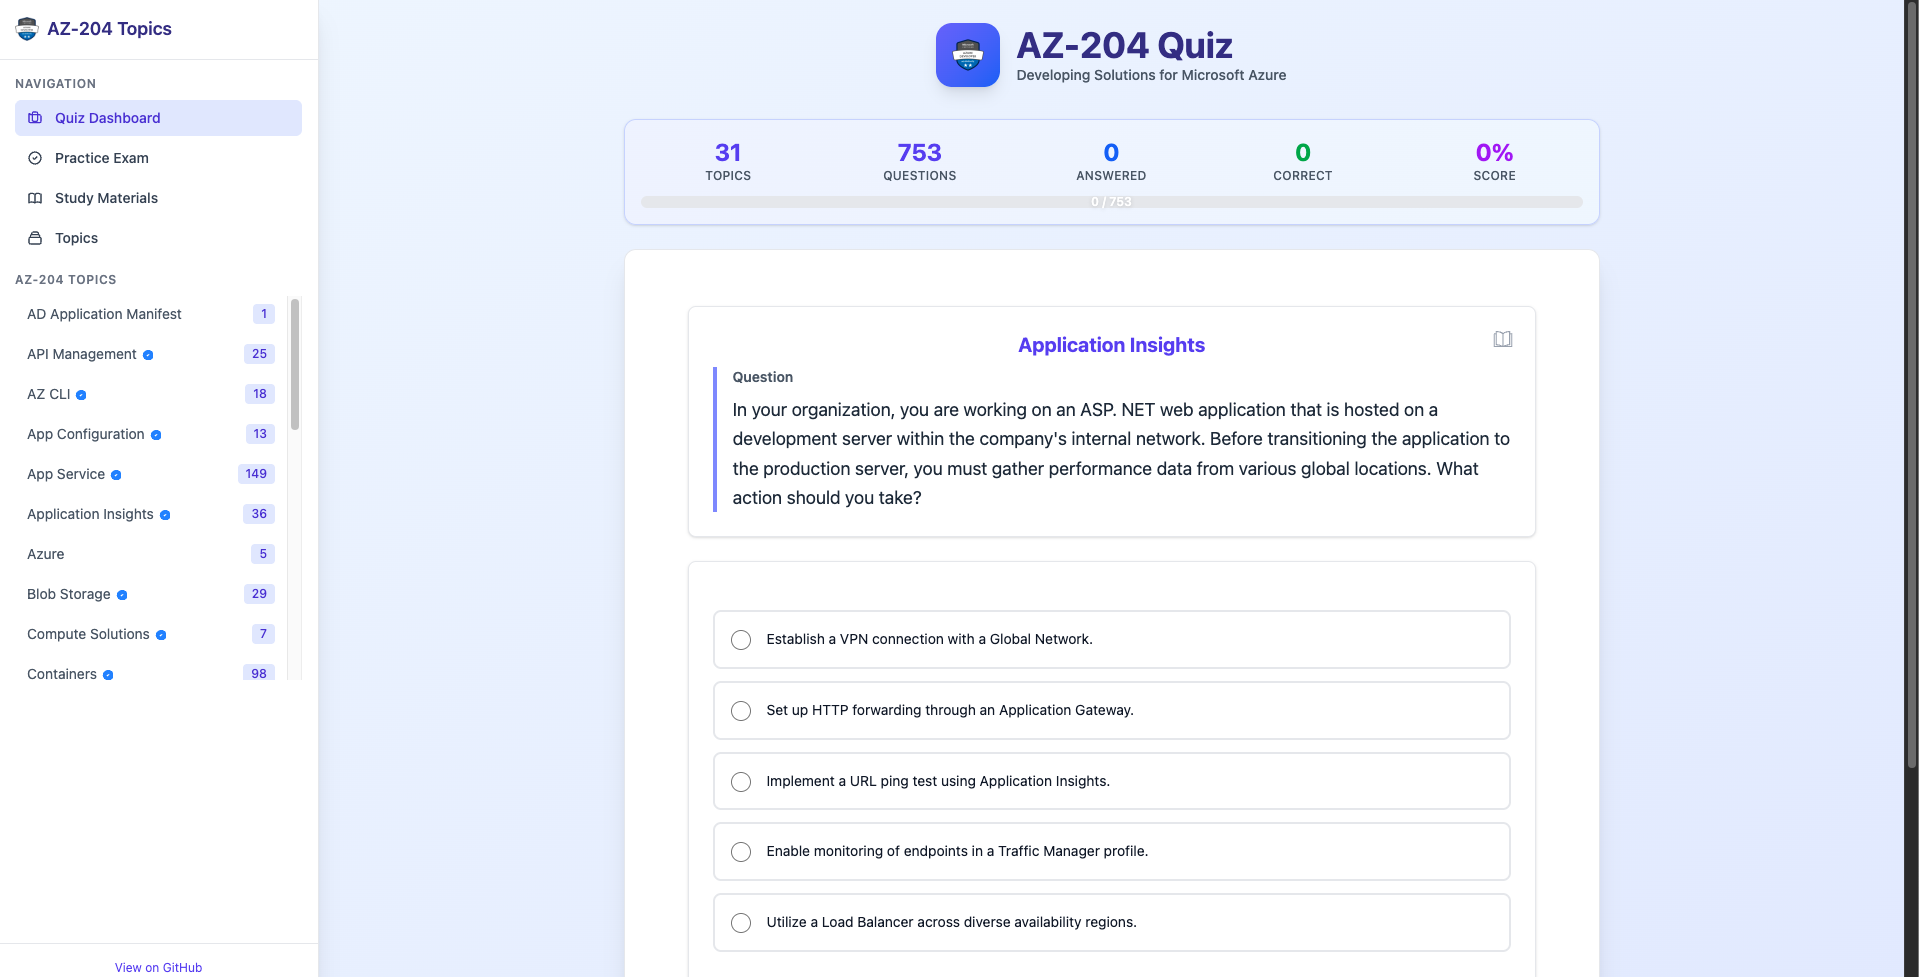 AZ-204 Topics
NAVIGATION
Quiz Dashboard
Practice Exam
Study Materials
Topics
AZ-204 TOPICS
AD Application Manifest 1
API Management 25
AZ CLI 18
App Configuration 13
App Service 149
Application Insights 36
Azure 5
Blob Storage 29
Compute Solutions 7
Containers 98
View on GitHub
AZ-204 Quiz
Developing Solutions for Microsoft Azure
31 753 0 0 0%
TOPICS QUESTIONS ANSWERED CORRECT SCORE
0 / 753
Application Insights
Question
In your organization, you are working on an ASP. NET web application that is hosted on a
development server within the company's internal network. Before transitioning the application to
the production server, you must gather performance data from various global locations. What
action should you take?
Establish a VPN connection with a Global Network.
Set up HTTP forwarding through an Application Gateway.
Implement a URL ping test using Application Insights.
Enable monitoring of endpoints in a Traffic Manager profile.
Utilize a Load Balancer across diverse availability regions.